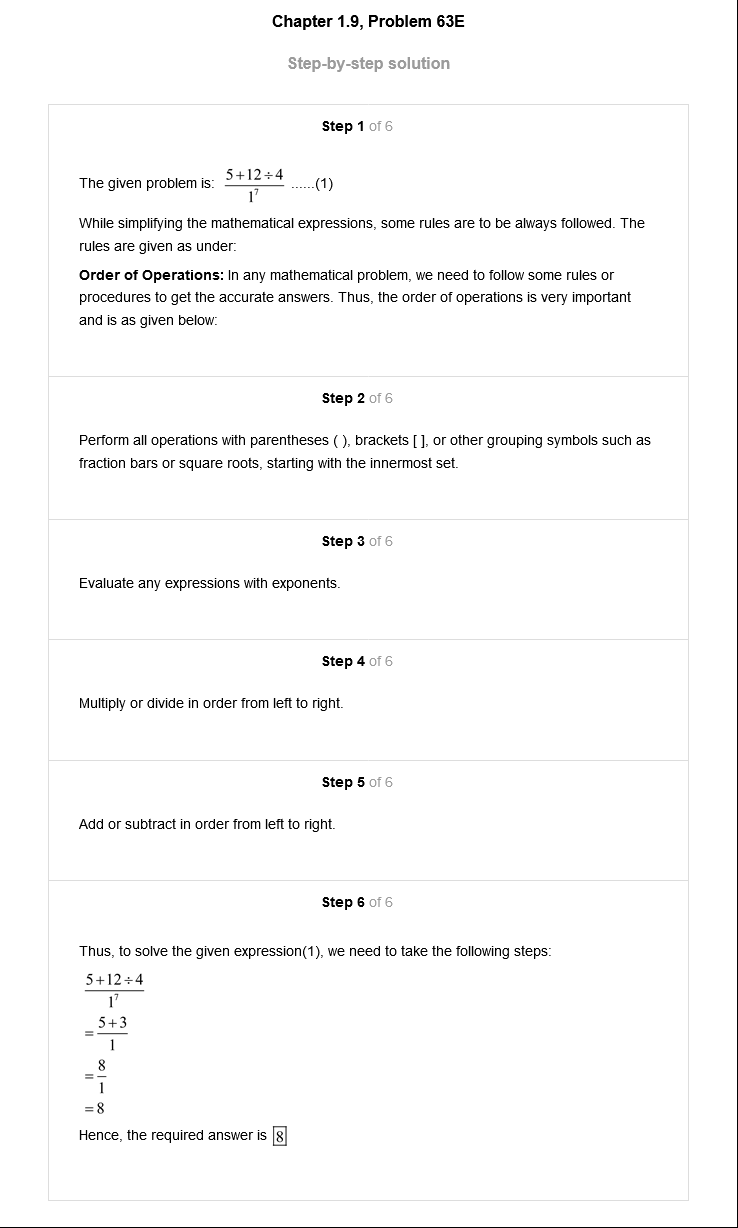 Chapter 1.9, Problem 63E
Step-by-step solution
Step 1 of 6
The given problem is: \frac{5+12÷4}{1^7} ......(1)
While simplifying the mathematical expressions, some rules are to be always followed. The
rules are given as under:
Order of Operations: In any mathematical problem, we need to follow some rules or
procedures to get the accurate answers. Thus, the order of operations is very important
and is as given below:
Step 2 of 6
Perform all operations with parentheses ( ), brackets [ ], or other grouping symbols such as
fraction bars or square roots, starting with the innermost set.
Step 3 of 6
Evaluate any expressions with exponents.
Step 4 of 6
Multiply or divide in order from left to right.
Step 5 of 6
Add or subtract in order from left to right.
Step 6 of 6
Thus, to solve the given expression(1), we need to take the following steps:
\frac{5+12÷4}{1^7}
=\frac{5+3}{1}
=\frac{8}{1}
=8
Hence, the required answer is 8